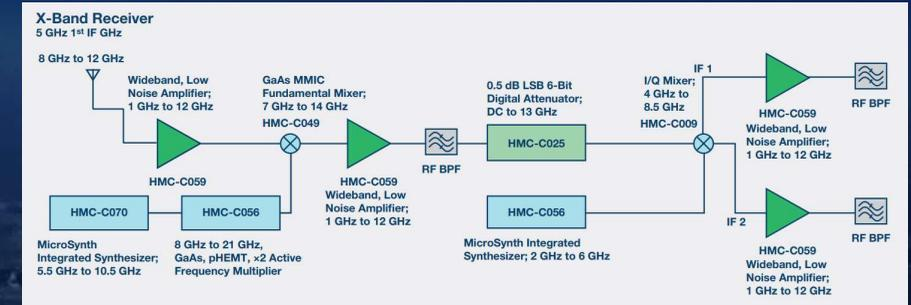 X-Band Receiver
5 GHz 1st IF GHz
8 GHz to 12 GHz
Wideband, Low
Noise Amplifier;
1 GHz to 12 GHz
HMC-C059
GaAs MMIC
Fundamental Mixer;
7 GHz to 14 GHz
HMC-C049
HMC-C059
Wideband, Low
Noise Amplifier;
1 GHz to 12 GHz
RF BPF
0.5 dB LSB 6-Bit
Digital Attenuator;
DC to 13 GHz
HMC-C025
I/Q Mixer;
4 GHz to
8.5 GHz
HMC-C009
IF 1
HMC-C059
Wideband, Low
Noise Amplifier;
1 GHz to 12 GHz
RF BPF
HMC-C070
MicroSynth
Integrated Synthesizer;
5.5 GHz to 10.5 GHz
HMC-C056
8 GHz to 21 GHz,
GaAs, pHEMT, ×2 Active
Frequency Multiplier
HMC-C056
MicroSynth Integrated
Synthesizer; 2 GHz to 6 GHz
IF 2
HMC-C059
Wideband, Low
Noise Amplifier;
1 GHz to 12 GHz
RF BPF